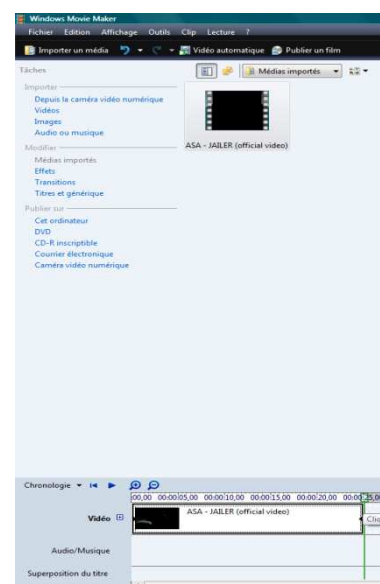 Windows Movie Maker
Fichier Edition Affichage Outils Clip Lecture ?
Importer un média Vidéo automatique Publier un film
Tâches
Médias importés
Importer
Depuis la caméra vidéo numérique
Vidéos
Images
Audio ou musique
ASA - JAILER (official video)
Modifier
Médias importés
Effets
Transitions
Titres et générique
Publier sur
Cet ordinateur
DVD
CD-R inscriptible
Courrier électronique
Caméra vidéo numérique
Chronologie
00,00 00:00:05,00 00:00:10,00 00:00:15,00 00:00:20,00
Vidéo ASA - JAILER (official video)
Audio/Musique
Superposition du titre